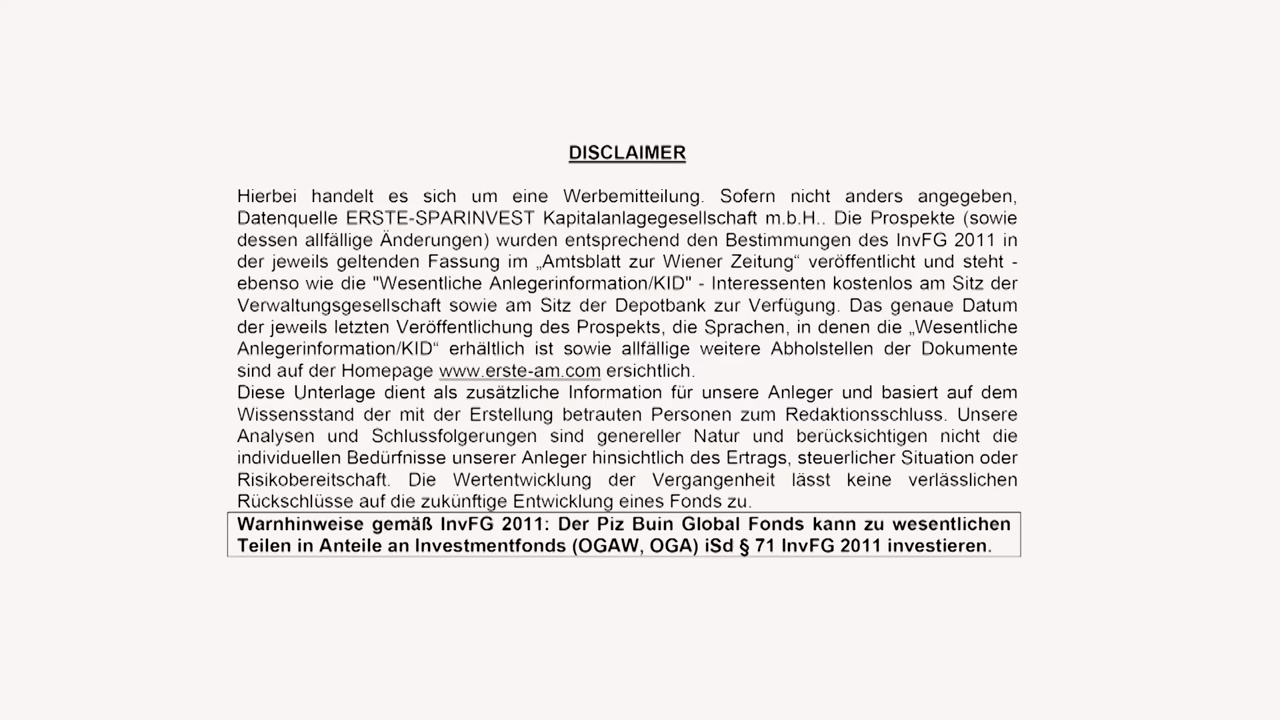 DISCLAIMER
Hierbei handelt es sich um eine Werbemitteilung. Sofern nicht anders angegeben,
Datenquelle ERSTE-SPARINVEST Kapitalanlagegesellschaft m.b.H.. Die Prospekte (sowie
dessen allfällige Änderungen) wurden entsprechend den Bestimmungen des InvFG 2011 in
der jeweils geltenden Fassung im „Amtsblatt zur Wiener Zeitung“ veröffentlicht und steht -
ebenso wie die "Wesentliche Anlegerinformation/KID" - Interessenten kostenlos am Sitz der
Verwaltungsgesellschaft sowie am Sitz der Depotbank zur Verfügung. Das genaue Datum
der jeweils letzten Veröffentlichung des Prospekts, die Sprachen, in denen die „Wesentliche
Anlegerinformation/KID“ erhältlich ist sowie allfällige weitere Abholstellen der Dokumente
sind auf der Homepage www.erste-am.com ersichtlich.
Diese Unterlage dient als zusätzliche Information für unsere Anleger und basiert auf dem
Wissensstand der mit der Erstellung betrauten Personen zum Redaktionsschluss. Unsere
Analysen und Schlussfolgerungen sind genereller Natur und berücksichtigen nicht die
individuellen Bedürfnisse unserer Anleger hinsichtlich des Ertrags, steuerlicher Situation oder
Risikobereitschaft. Die Wertentwicklung der Vergangenheit lässt keine verlässlichen
Rückschlüsse auf die zukünftige Entwicklung eines Fonds zu.
Warnhinweise gemäß InvFG 2011: Der Piz Buin Global Fonds kann zu wesentlichen
Teilen in Anteile an Investmentfonds (OGAW, OGA) iSd § 71 InvFG 2011 investieren.